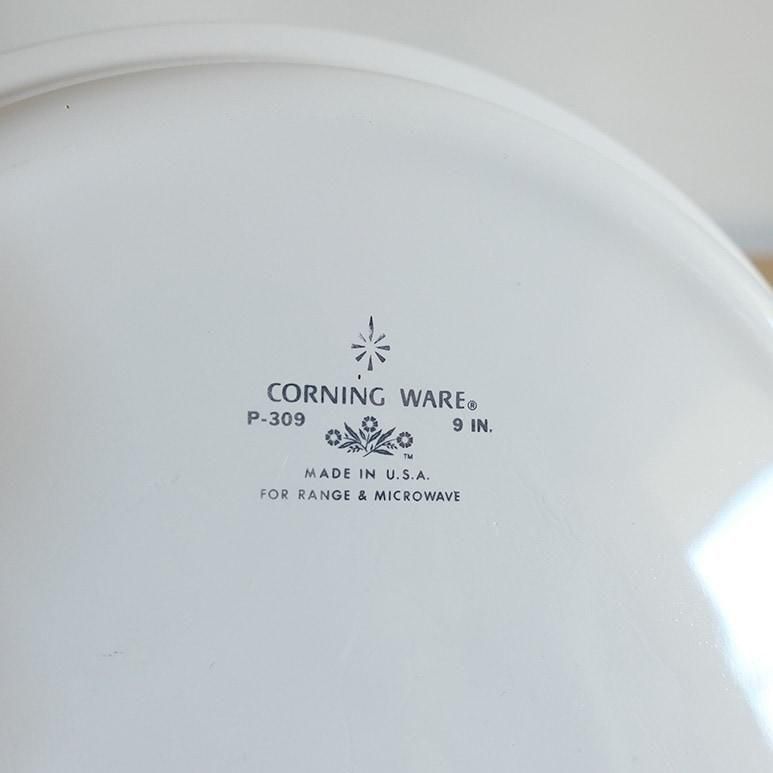 CORNING WARE®
P-309 9 IN.
TM
MADE IN U.S.A.
FOR RANGE & MICROWAVE